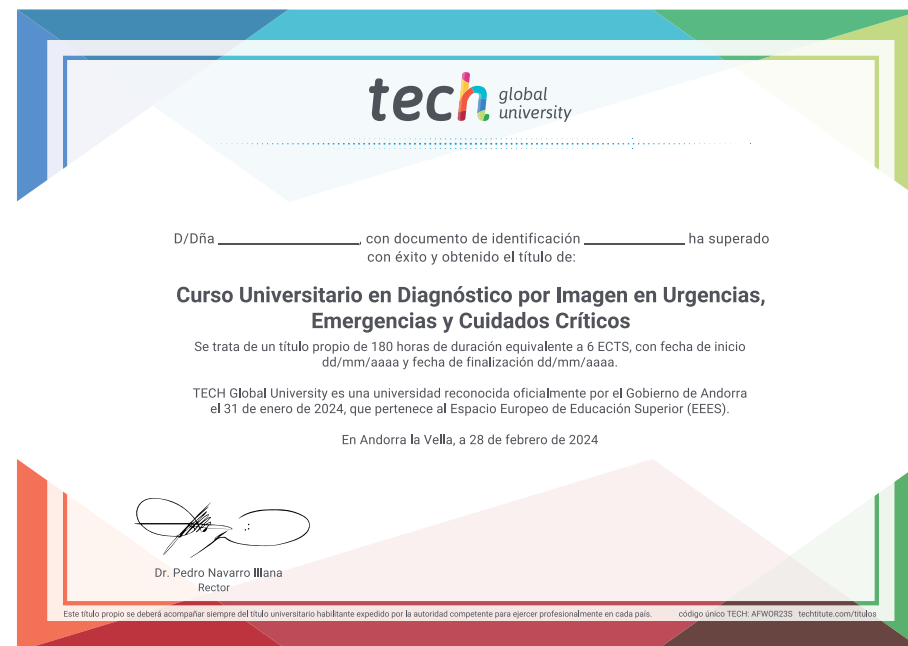 tech global university
D/Dña ____________________, con documento de identificación ______________ ha superado
con éxito y obtenido el título de:
Curso Universitario en Diagnóstico por Imagen en Urgencias,
Emergencias y Cuidados Críticos
Se trata de un título propio de 180 horas de duración equivalente a 6 ECTS, con fecha de inicio
dd/mm/aaaa y fecha de finalización dd/mm/aaaa.
TECH Global University es una universidad reconocida oficialmente por el Gobierno de Andorra
el 31 de enero de 2024, que pertenece al Espacio Europeo de Educación Superior (EEES).
En Andorra la Vella, a 28 de febrero de 2024
Dr. Pedro Navarro Illana
Rector
Este título propio se deberá acompañar siempre del título universitario habilitante expedido por la autoridad competente para ejercer profesionalmente en cada país. código único TECH: AFWOR23S techtitute.com/titulos